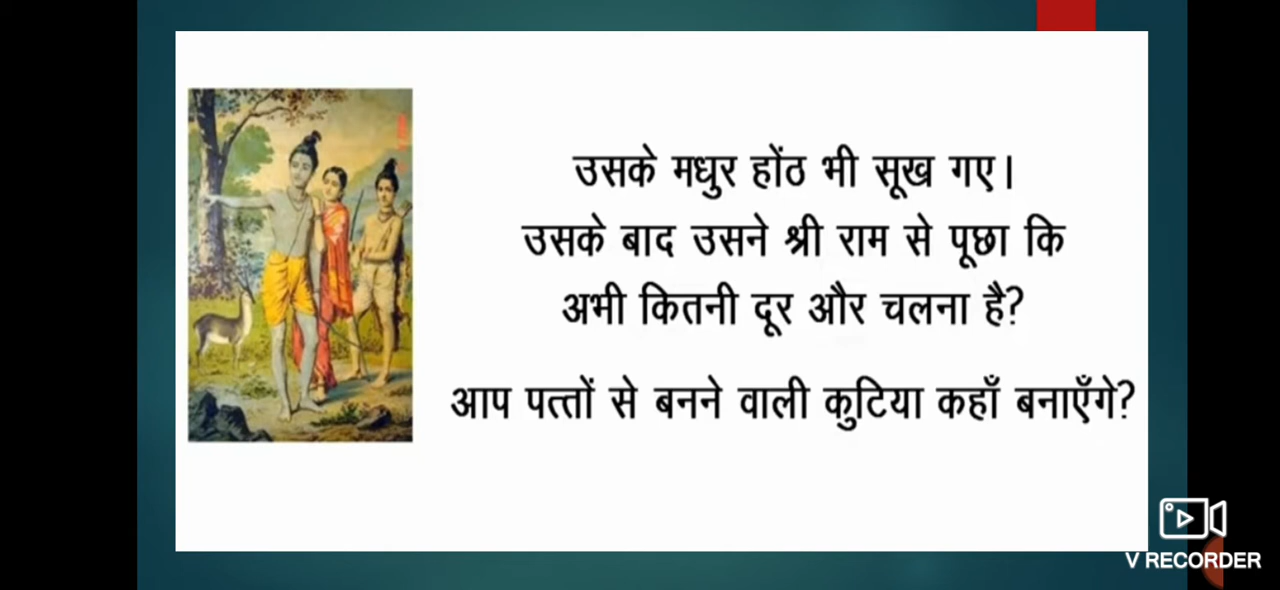 उसके मधुर होंठ भी सूख गए।
उसके बाद उसने श्री राम से पूछा कि
अभी कितनी दूर और चलना है?
आप पत्तों से बनने वाली कुटिया कहाँ बनाएँगे?
V RECORDER